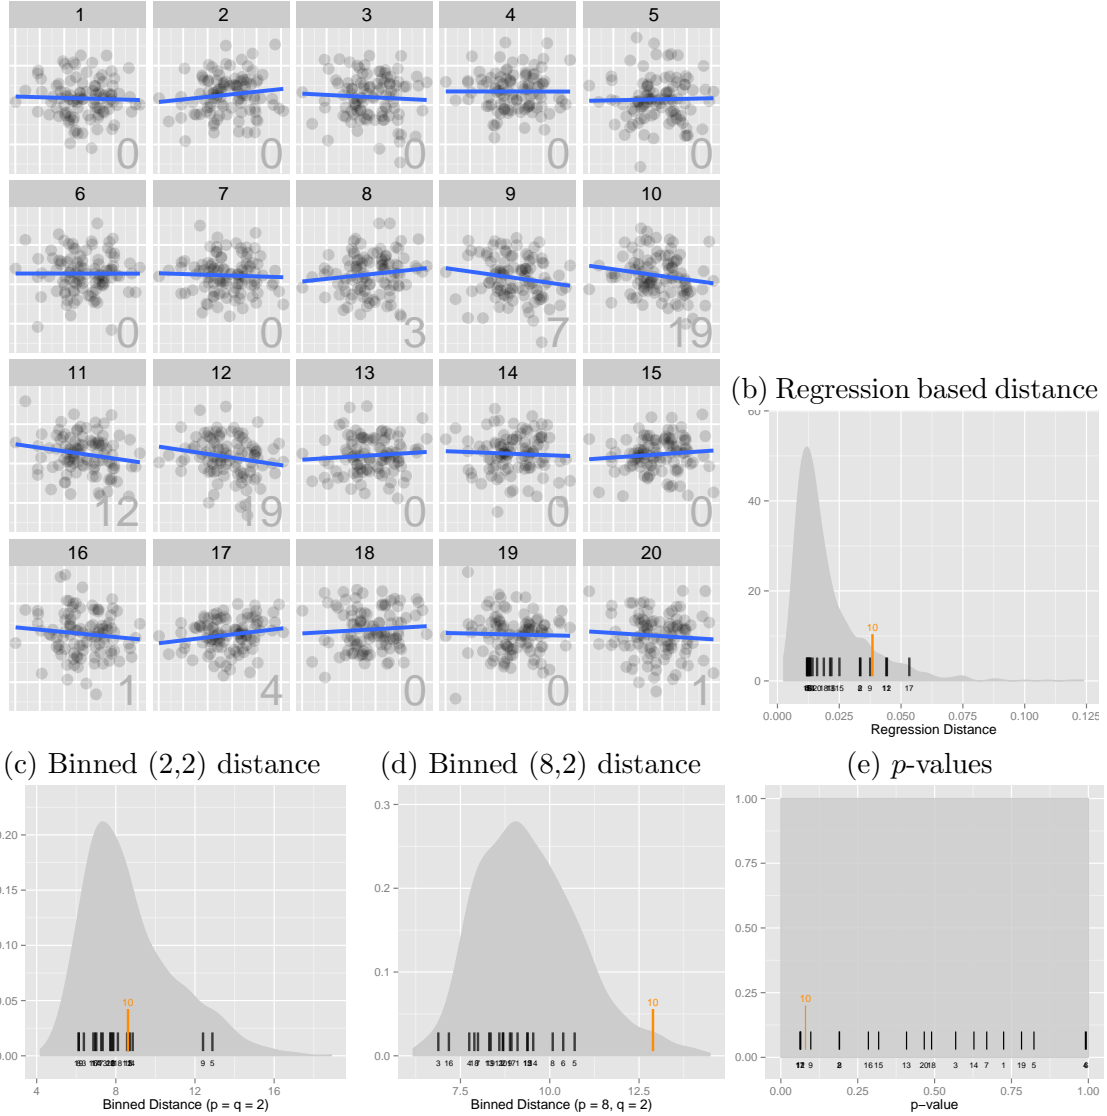 1 2 3 4 5
0 0 0 0 0
6 7 8 9 10
0 0 3 7 19
11 12 13 14 15
12 19 0 0 0
16 17 18 19 20
1 4 0 0 1
(b) Regression based distance
60
40
20
0
10
15
2 9
17
0.000 0.025 0.050 0.075 0.100 0.125
Regression Distance
(c) Binned (2,2) distance
0.20
0.15
0.10
0.05
0.00
10
9 5
4 8 12 16
Binned Distance (p = q = 2)
(d) Binned (8,2) distance
0.3
0.2
0.1
0.0
10
3 16
8 6 5
7.5 10.0 12.5
Binned Distance (p = 8, q = 2)
(e) p-values
1.00
0.75
0.50
0.25
0.00
10
9 16 15 13 20 18 3 14 7 1 19 5
0.00 0.25 0.50 0.75 1.00
p-value